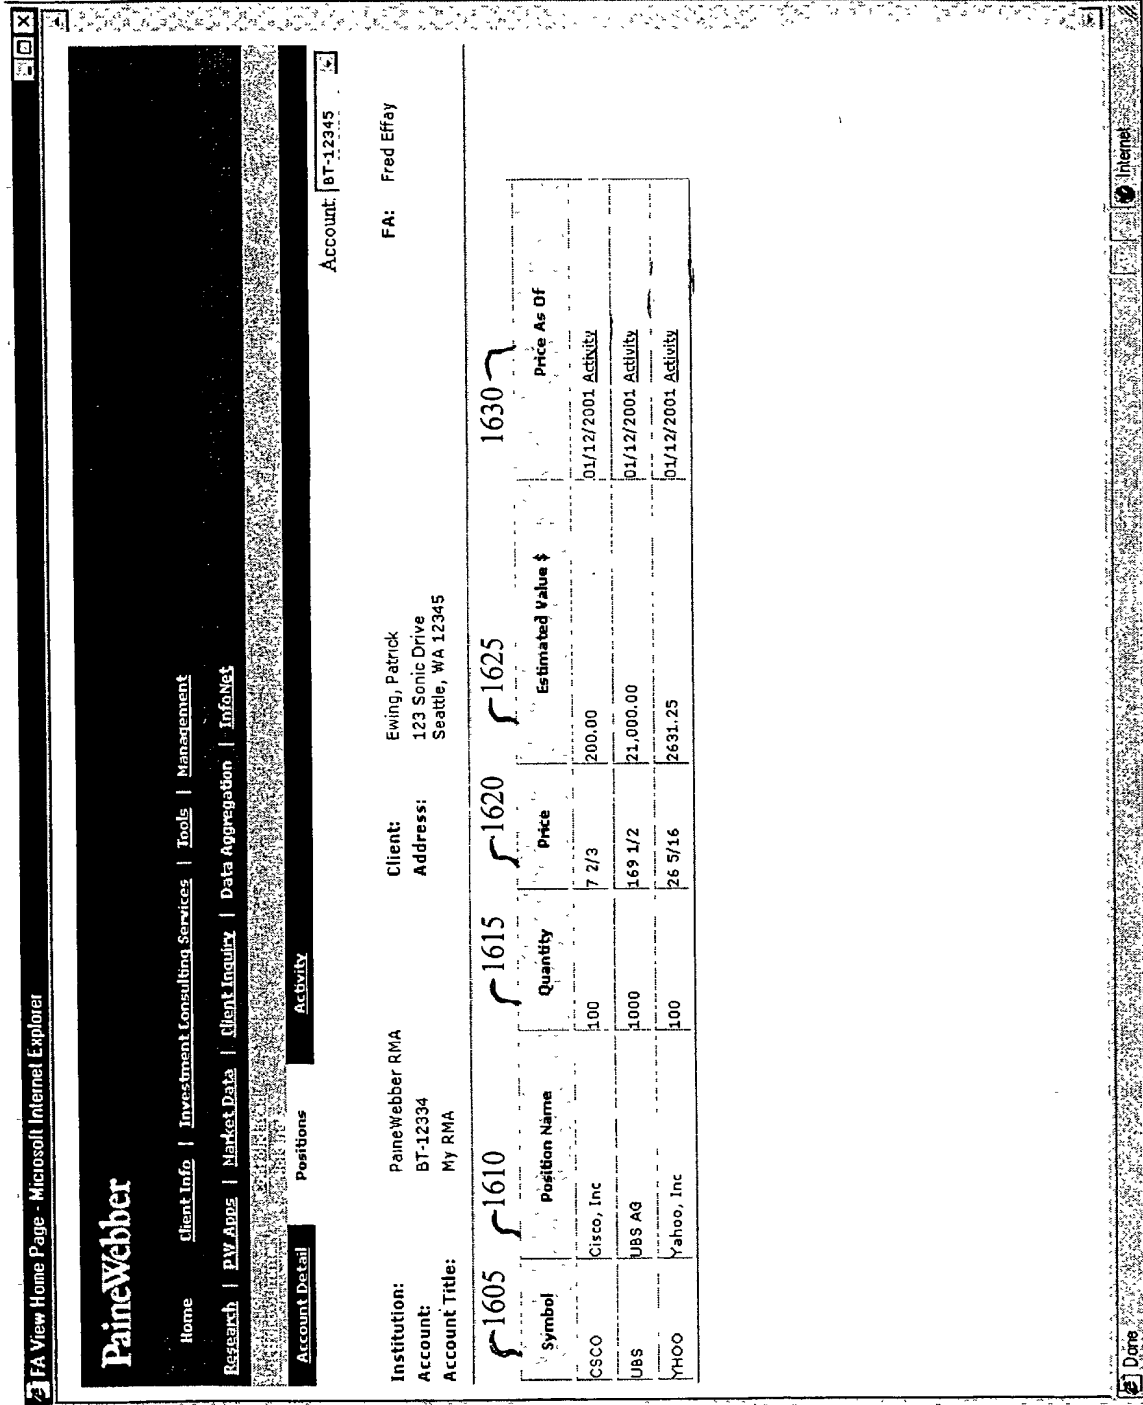 FA View Home Page - Microsoft Internet Explorer
PaineWebber
Home | Client Info | Investment Consulting Services | Tools | Management
Research | PW Apps | Market Data | Client Inquiry | Data Aggregation | InfoNet
Account Detail Positions Activity
Account: BT-12345
Institution: PaineWebber RMA Client: Ewing, Patrick FA: Fred Effay
Account: BT-12334 Address: 123 Sonic Drive
Account Title: My RMA Seattle, WA 12345
1605 1610 1615 1620 1625 1630
Symbol Position Name Quantity Price Estimated Value $ Price As Of
CSCO Cisco, Inc 100 7 2/3 200.00 01/12/2001 Activity
UBS UBS AG 1000 169 1/2 21,000.00 01/12/2001 Activity
YHOO Yahoo, Inc 100 26 5/16 2631.25 01/12/2001 Activity
Done Internet